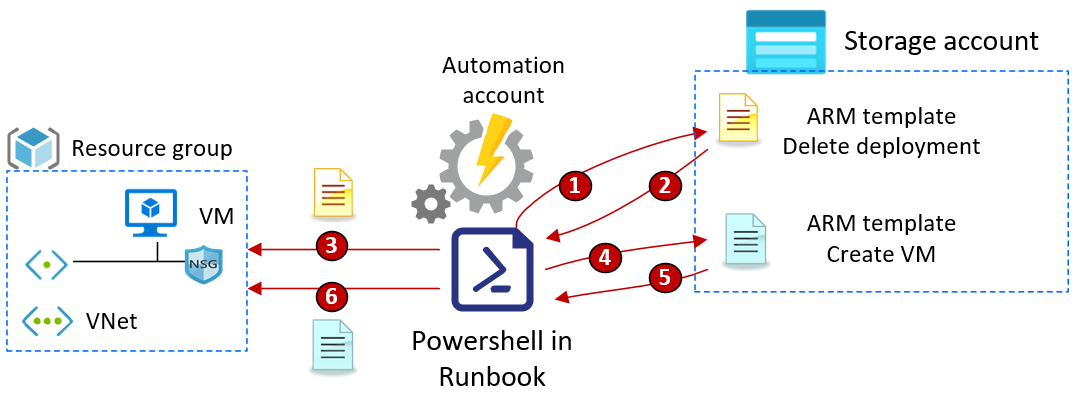 Storage account
Automation
account
ARM template
Delete deployment
Resource group
1
2
VM
3
NSG
4
5
ARM template
Create VM
6
VNet
Powershell in
Runbook